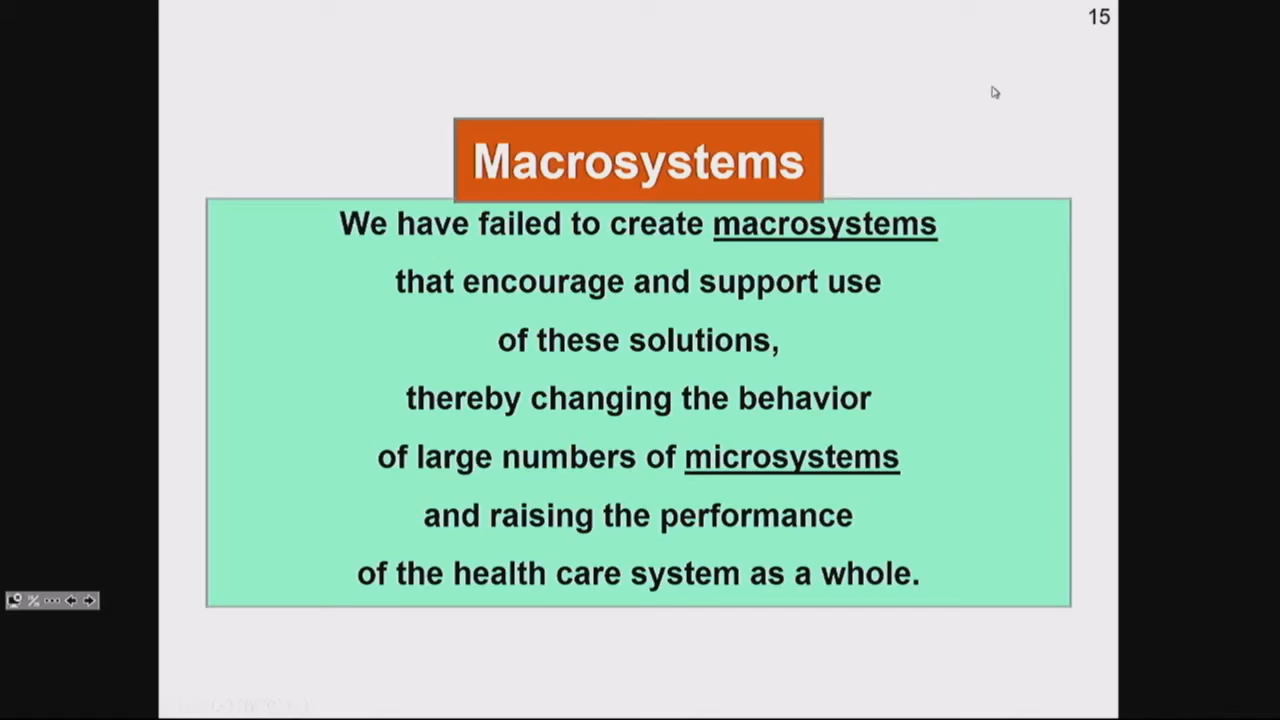 15
Macrosystems
We have failed to create macrosystems
that encourage and support use
of these solutions,
thereby changing the behavior
of large numbers of microsystems
and raising the performance
of the health care system as a whole.